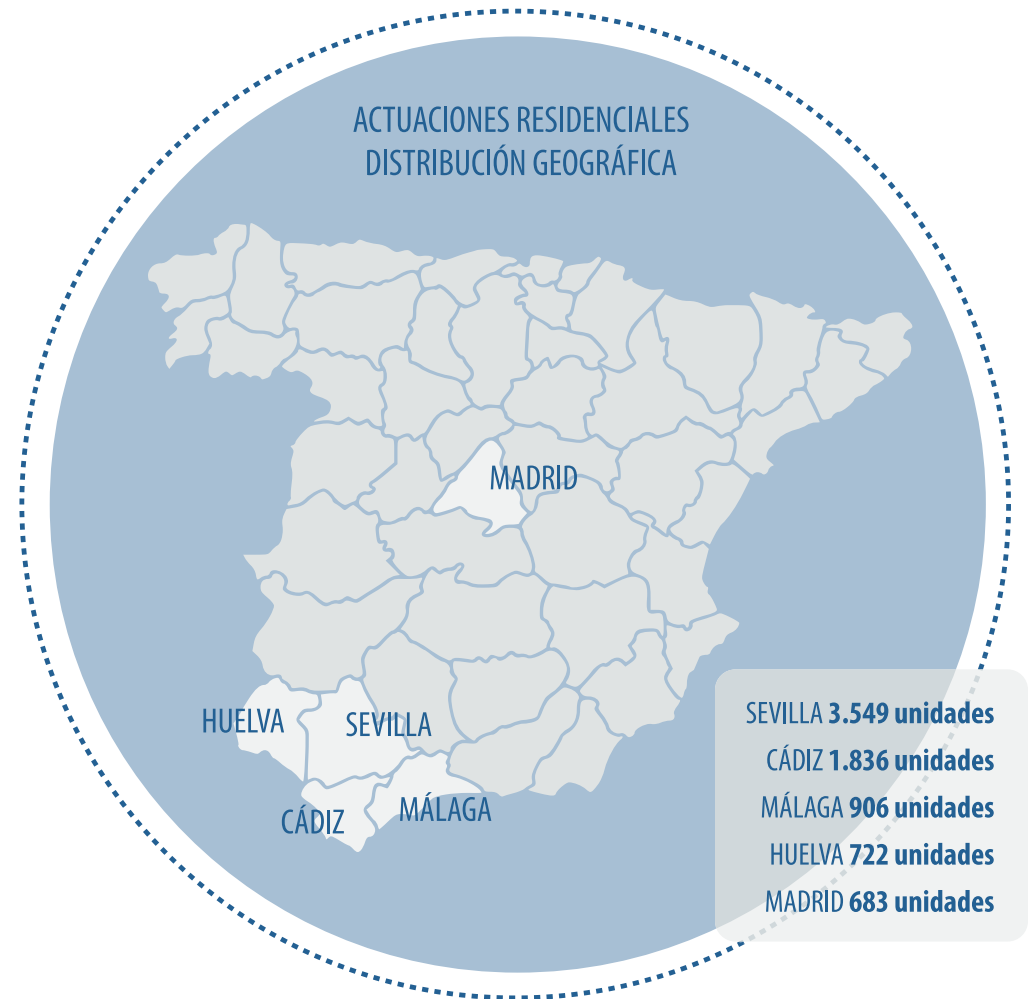 ACTUACIONES RESIDENCIALES
DISTRIBUCIÓN GEOGRÁFICA
MADRID
HUELVA
SEVILLA
CÁDIZ
MÁLAGA
SEVILLA 3.549 unidades
CÁDIZ 1.836 unidades
MÁLAGA 906 unidades
HUELVA 722 unidades
MADRID 683 unidades